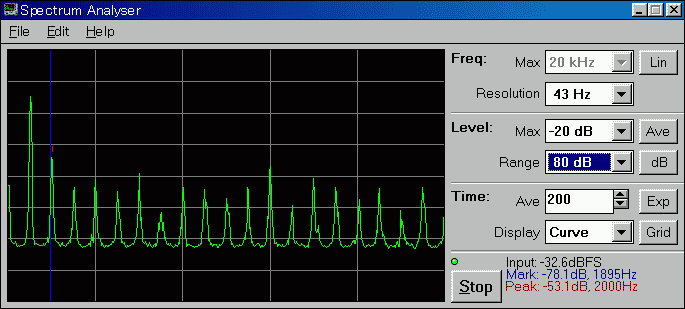 Spectrum Analyser
File Edit Help
Freq: Max 20 kHz Lin
Resolution 43 Hz
Level: Max -20 dB Ave
Range 80 dB dB
Time: Ave 200 Exp
Display Curve Grid
Input: -32.6dBFS
Mark: -78.1dB, 1895Hz
Stop Peak: -53.1dB, 2000Hz